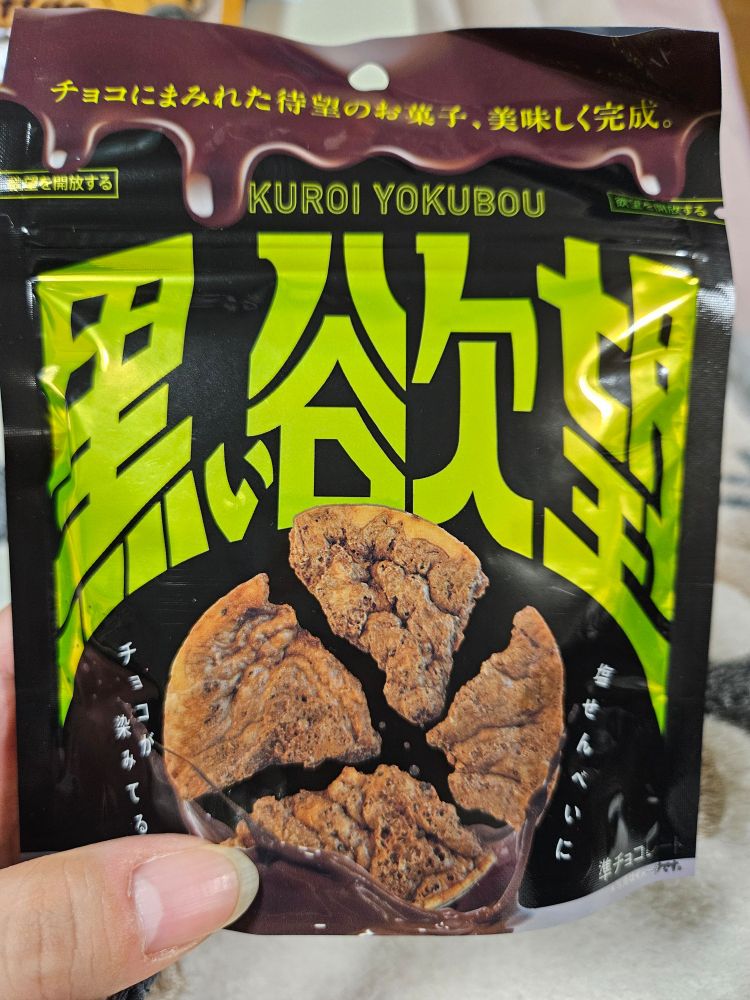 チョコにまみれた待望のお菓子、美味しく完成。
欲望を開放する
欲望を開放する
KUROI YOKUBOU
黒い欲望
塩せんべいに
チョコが
染みてる
準チョコレート